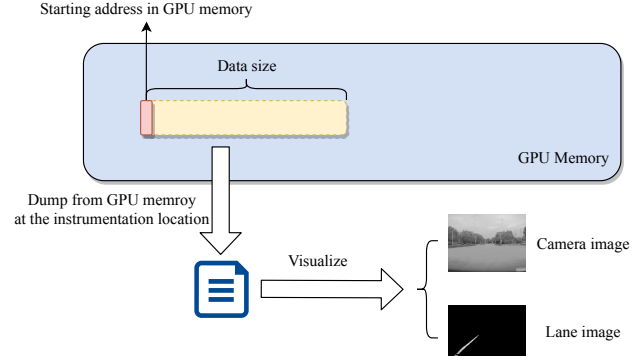 Starting address in GPU memory
Data size
GPU Memory
Dump from GPU memroy
at the instrumentation location
Visualize
Camera image
Lane image